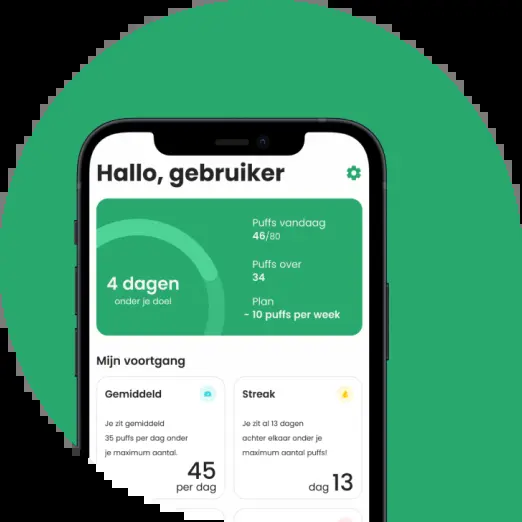 Hallo, gebruiker
Puffs vandaag
46/80
Puffs over
34
4 dagen
onder je doel
Plan
- 10 puffs per week
Mijn voortgang
Gemiddeld
Je zit gemiddeld
35 puffs per dag onder
je maximum aantal.
45
per dag
Streak
Je zit al 13 dagen
achter elkaar onder je
maximum aantal puffs!
dag 13